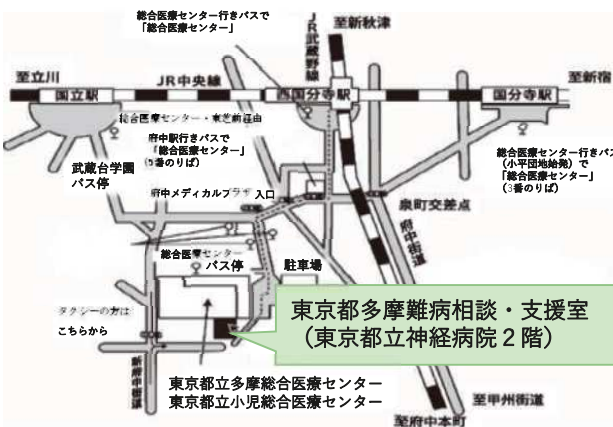 総合医療センター行きバスで
「総合医療センター」
JR武蔵野線
至新秋津
至立川
JR中央線
至新宿
国立駅
西国分寺駅
国分寺駅
総合医療センター・東芝前経由
府中駅行きバスで
「総合医療センター」
(5番のりば)
武蔵台学園
バス停
総合医療センター行きバス
(小平団地始発)で
「総合医療センター」
(3番のりば)
府中メディカルプラザ 入口
泉町交差点
府中街道
総合医療センター
バス停
駐車場
タクシーの方は
こちらから
東京都多摩難病相談・支援室
(東京都立神経病院2階)
新府中街道
東京都立多摩総合医療センター
東京都立小児総合医療センター
至甲州街道
至府中本町